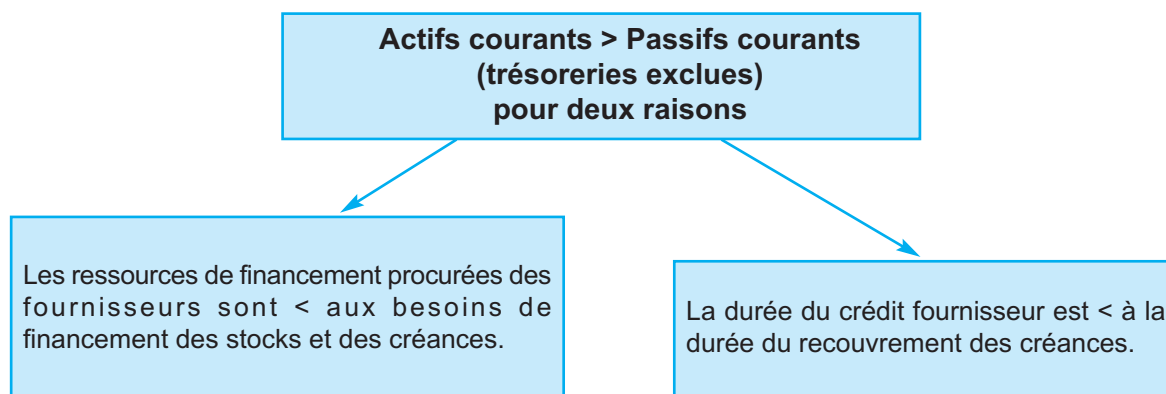 Actifs courants > Passifs courants
(trésoreries exclues)
pour deux raisons
Les ressources de financement procurées des
fournisseurs sont < aux besoins de
financement des stocks et des créances.
La durée du crédit fournisseur est < à la
durée du recouvrement des créances.